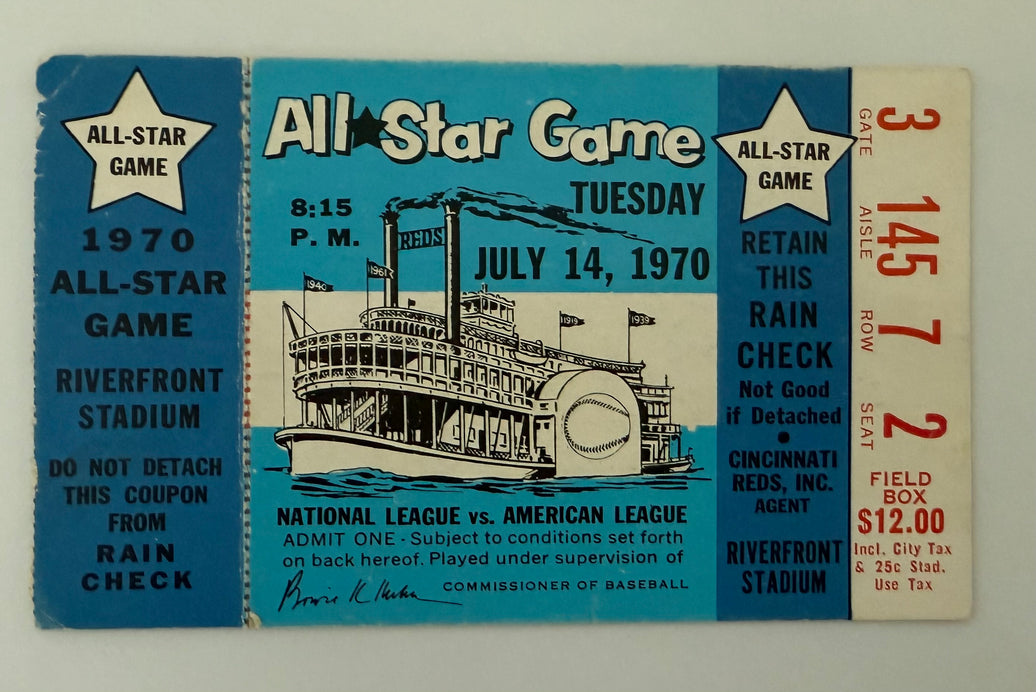 ALL-STAR
GAME
1970
ALL-STAR
GAME
RIVERFRONT
STADIUM
DO NOT DETACH
THIS COUPON
FROM
RAIN
CHECK
All★Star Game
8:15
P. M.
TUESDAY
JULY 14, 1970
REDS
1940
1961
1919
1939
NATIONAL LEAGUE vs. AMERICAN LEAGUE
ADMIT ONE - Subject to conditions set forth
on back hereof. Played under supervision of
Bowie K Kuhn
COMMISSIONER OF BASEBALL
ALL-STAR
GAME
RETAIN
THIS
RAIN
CHECK
Not Good
if Detached
●
CINCINNATI
REDS, INC.
AGENT
RIVERFRONT
STADIUM
3
GATE
145
AISLE
7
ROW
2
SEAT
FIELD
BOX
$12.00
Incl. City Tax
& 25c Stad.
Use Tax